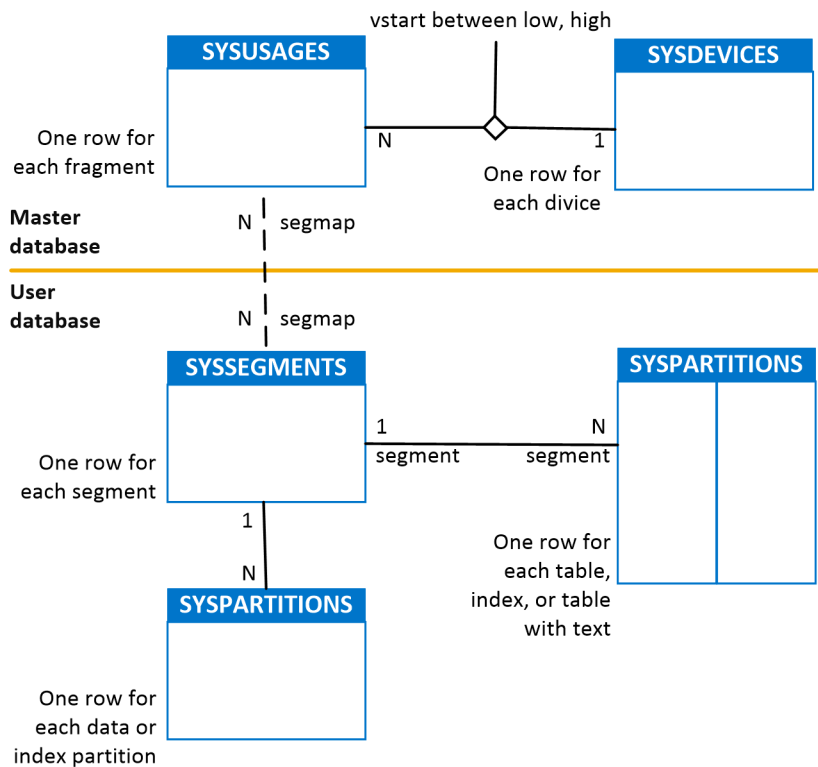 vstart between low, high
SYSUSAGES
SYSDEVICES
One row for
each fragment
N
1
One row for
each divice
Master
database
N
segmap
User
database
N
segmap
SYSSEGMENTS
SYSPARTITIONS
1
N
segment
segment
One row for
each segment
1
N
One row for
each table,
index, or table
with text
SYSPARTITIONS
One row for
each data or
index partition